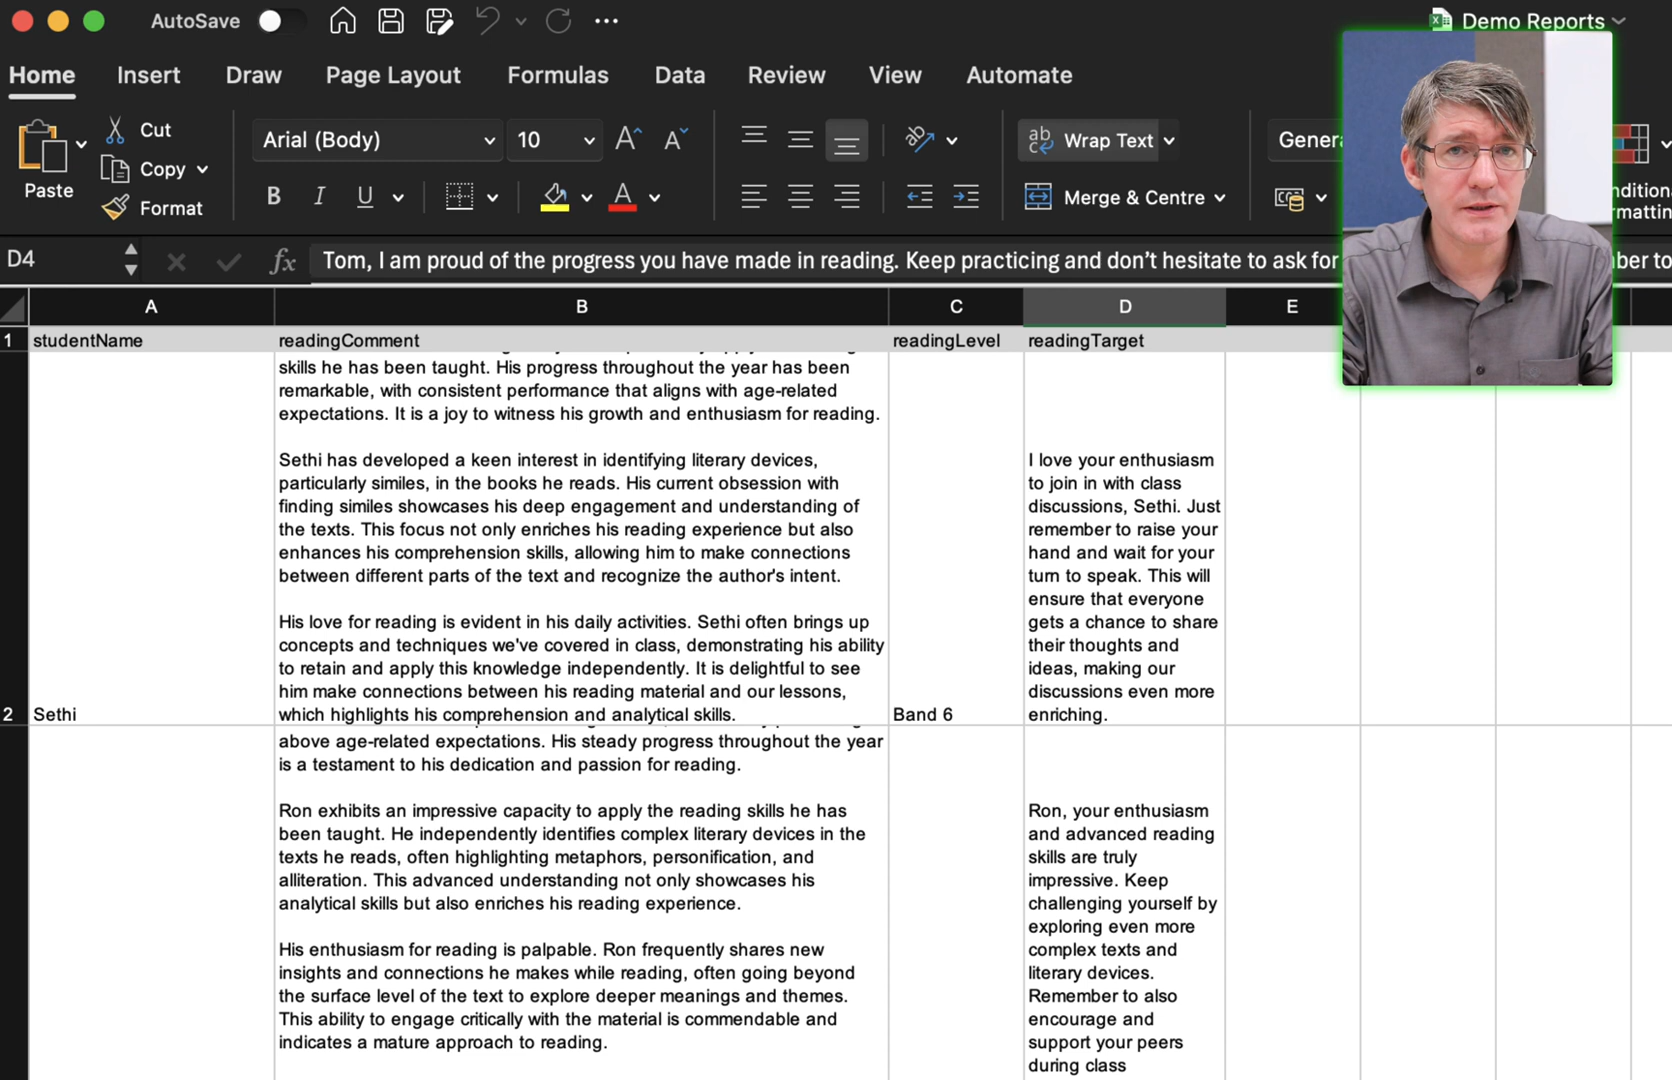 AutoSave
Demo Reports
Home Insert Draw Page Layout Formulas Data Review View Automate
Paste
Cut
Copy
Format
Arial (Body) 10
A A
B I U A
ab
Wrap Text
Merge & Centre
D4
fx Tom, I am proud of the progress you have made in reading. Keep practicing and don’t hesitate to ask for
A B C D E
1 studentName readingComment readingLevel readingTarget
skills he has been taught. His progress throughout the year has been
remarkable, with consistent performance that aligns with age-related
expectations. It is a joy to witness his growth and enthusiasm for reading.
Sethi has developed a keen interest in identifying literary devices,
particularly similes, in the books he reads. His current obsession with
finding similes showcases his deep engagement and understanding of
the texts. This focus not only enriches his reading experience but also
enhances his comprehension skills, allowing him to make connections
between different parts of the text and recognize the author's intent.
His love for reading is evident in his daily activities. Sethi often brings up
concepts and techniques we've covered in class, demonstrating his ability
to retain and apply this knowledge independently. It is delightful to see
him make connections between his reading material and our lessons,
which highlights his comprehension and analytical skills.
2 Sethi
Band 6
I love your enthusiasm
to join in with class
discussions, Sethi. Just
remember to raise your
hand and wait for your
turn to speak. This will
ensure that everyone
gets a chance to share
their thoughts and
ideas, making our
discussions even more
enriching.
above age-related expectations. His steady progress throughout the year
is a testament to his dedication and passion for reading.
Ron exhibits an impressive capacity to apply the reading skills he has
been taught. He independently identifies complex literary devices in the
texts he reads, often highlighting metaphors, personification, and
alliteration. This advanced understanding not only showcases his
analytical skills but also enriches his reading experience.
His enthusiasm for reading is palpable. Ron frequently shares new
insights and connections he makes while reading, often going beyond
the surface level of the text to explore deeper meanings and themes.
This ability to engage critically with the material is commendable and
indicates a mature approach to reading.
Ron, your enthusiasm
and advanced reading
skills are truly
impressive. Keep
challenging yourself by
exploring even more
complex texts and
literary devices.
Remember to also
encourage and
support your peers
during class